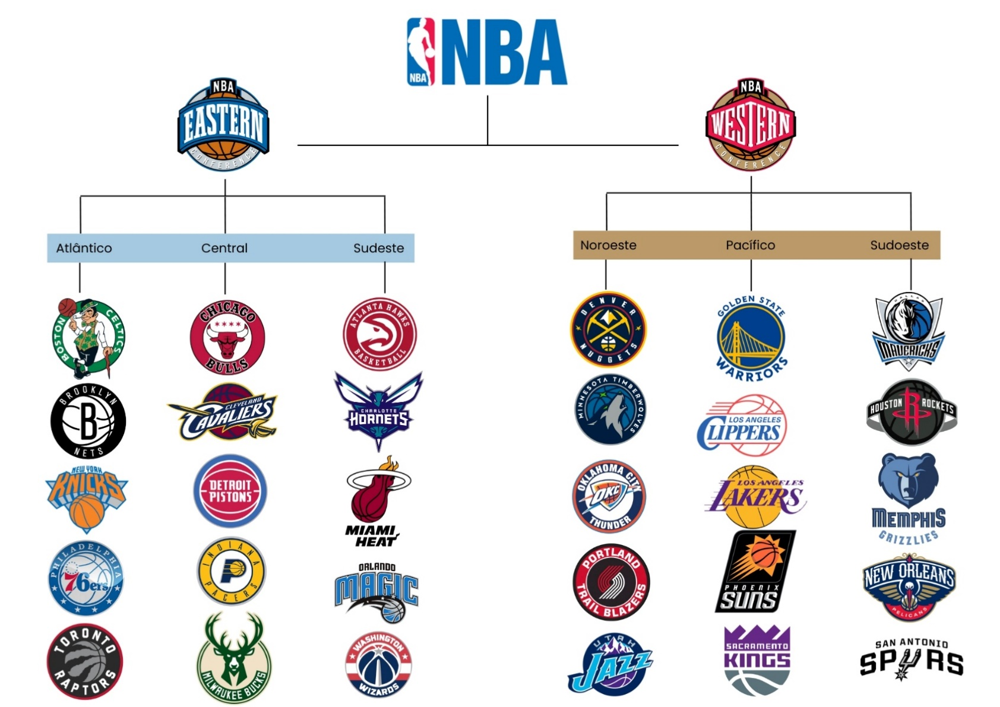 NBA
NBA
NBA
EASTERN
CONFERENCE
NBA
WESTERN
CONFERENCE
Atlântico
Central
Sudeste
Noroeste
Pacífico
Sudoeste
BOSTON CELTICS
CHICAGO
BULLS
ATLANTA HAWKS
BASKETBALL
DENVER
NUGGETS
GOLDEN STATE
WARRIORS
DALLAS
MAVERICKS
BROOKLYN
B
NETS
CLEVELAND
CAVALIERS
CHARLOTTE
HORNETS
MINNESOTA TIMBERWOLVES
LOS ANGELES
CLIPPERS
HOUSTON R ROCKETS
NEW YORK
KNICKS
DETROIT
PISTONS
MIAMI
HEAT
OKLAHOMA CITY
OKC
THUNDER
LOS ANGELES
LAKERS
MEMPHIS
GRIZZLIES
PHILADELPHIA
76ers
INDIANA
P
PACERS
ORLANDO
MAGIC
PORTLAND
TRAIL BLAZERS
PHOENIX
SUNS
NEW ORLEANS
PELICANS
TORONTO
RAPTORS
MILWAUKEE BUCKS
WASHINGTON
WIZARDS
UTAH
JAZZ
SACRAMENTO
KINGS
SAN ANTONIO
SPURS